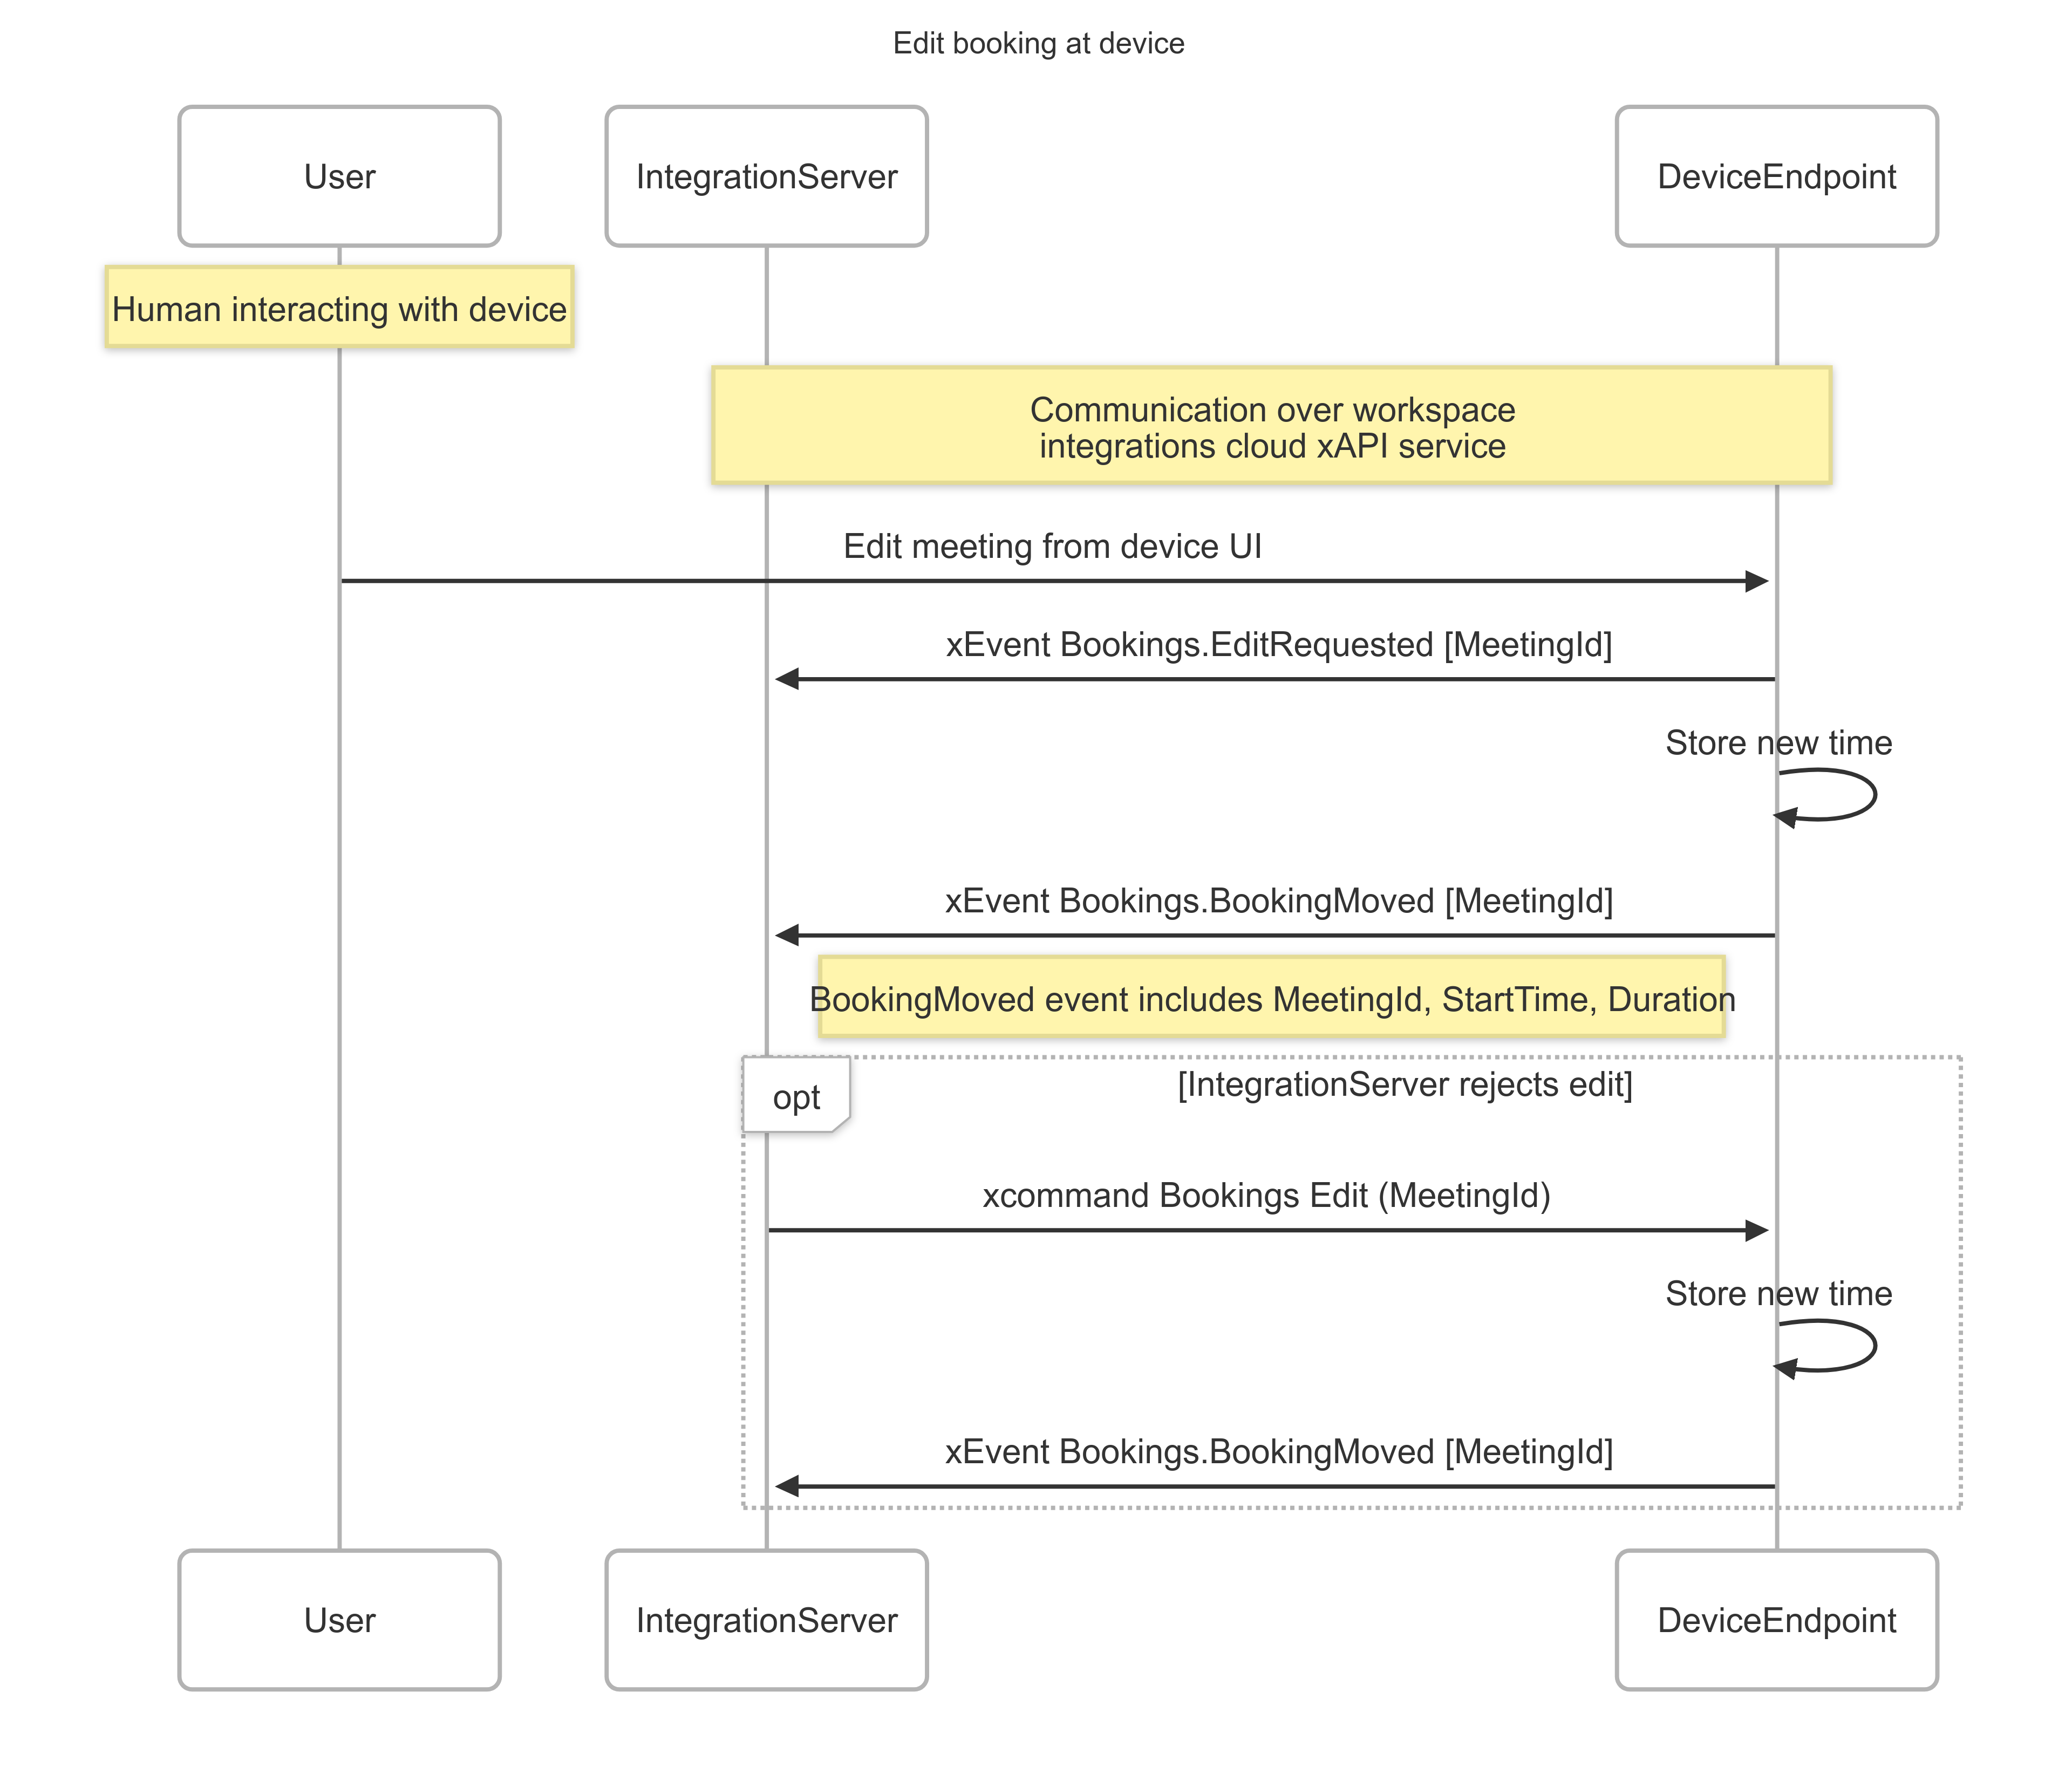 Edit booking at device
User
IntegrationServer
DeviceEndpoint
Human interacting with device
Communication over workspace
integrations cloud xAPI service
Edit meeting from device UI
xEvent Bookings.EditRequested [MeetingId]
Store new time
xEvent Bookings.BookingMoved [MeetingId]
BookingMoved event includes MeetingId, StartTime, Duration
opt
[IntegrationServer rejects edit]
xcommand Bookings Edit (MeetingId)
Store new time
xEvent Bookings.BookingMoved [MeetingId]
User
IntegrationServer
DeviceEndpoint